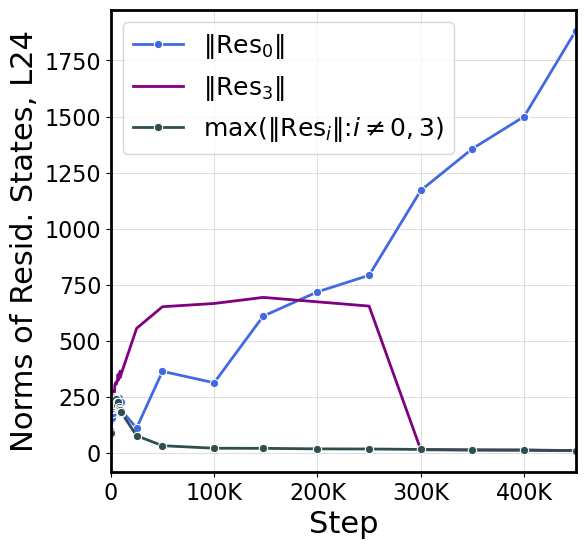 ‖Res₀‖
‖Res₃‖
max(‖Resᵢ‖:i ≠ 0, 3)
Norms of Resid. States, L24
1750
1500
1250
1000
750
500
250
0
0 100K 200K 300K 400K
Step